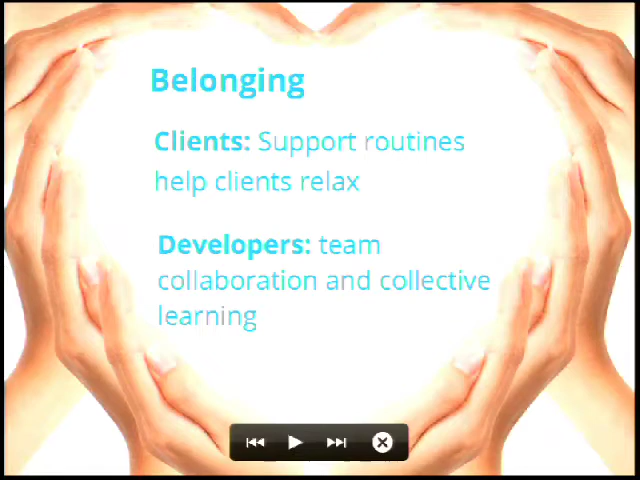 Belonging
Clients: Support routines
help clients relax
Developers: team
collaboration and collective
learning